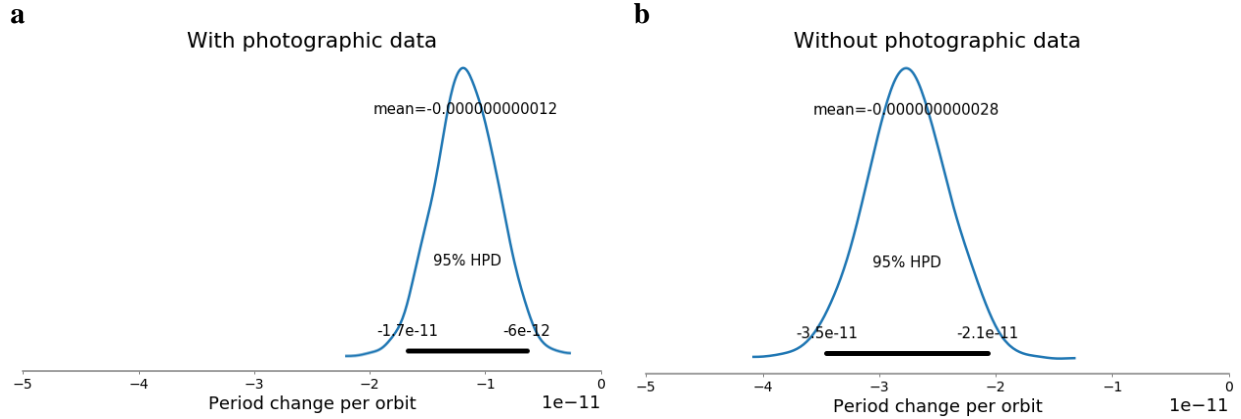 a
With photographic data
mean=-0.000000000012
95% HPD
-1.7e-11
-6e-12
−5
−4
−3
−2
−1
0
Period change per orbit
1e−11
b
Without photographic data
mean=-0.000000000028
95% HPD
-3.5e-11
-2.1e-11
−5
−4
−3
−2
−1
0
Period change per orbit
1e−11